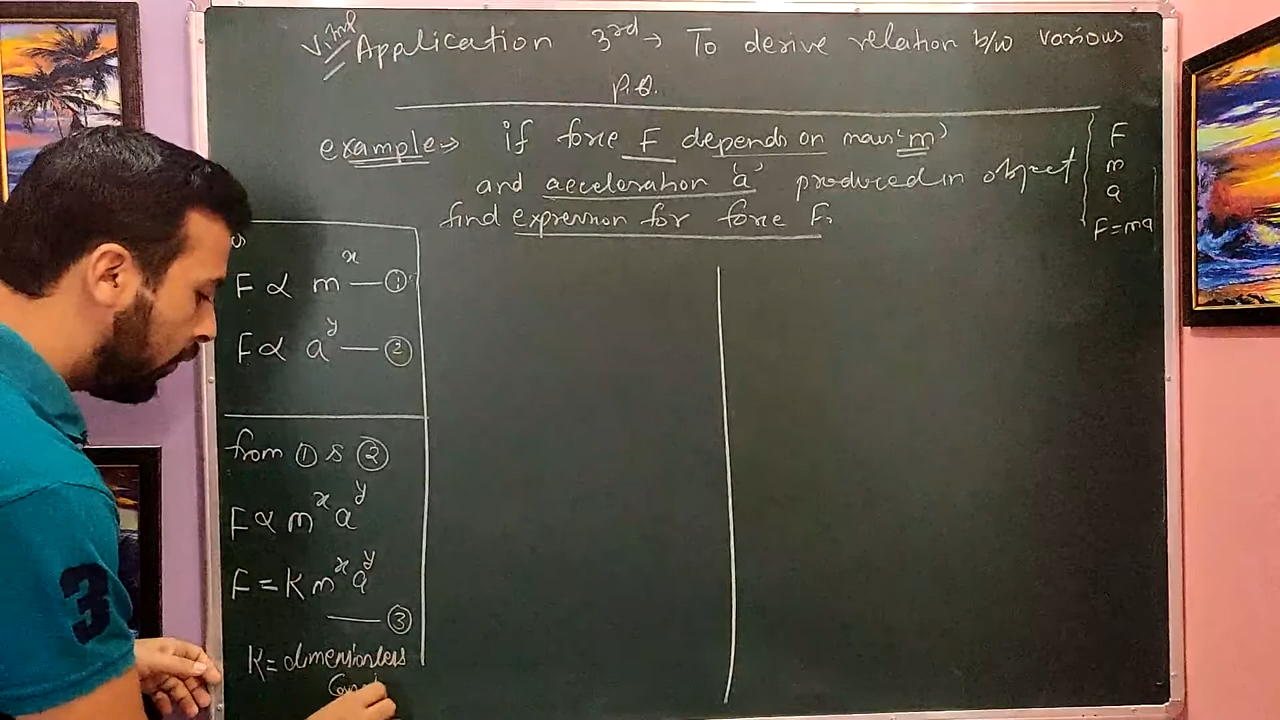 V.Imp
Application 3rd → To derive relation b/w various
P.Q.
example → if force F depends on mass 'm'
and acceleration 'a' produced in object
find expression for force F.
F
m
a
F=ma
F ∝ m^x — ①
F ∝ a^y — ②
from ① & ②
F ∝ m^x a^y
F = K m^x a^y
— ③
K = dimensionless
3